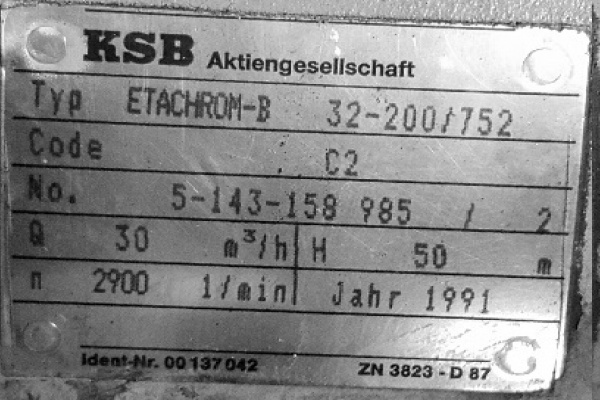 KSB Aktiengesellschaft
Typ ETACHROM-B 32-200/752
Code C2
No. 5-143-158 985 / 2
Q 30 m³/h H 50 m
n 2900 1/min Jahr 1991
Ident-Nr. 00 137 042 ZN 3823 - D 87